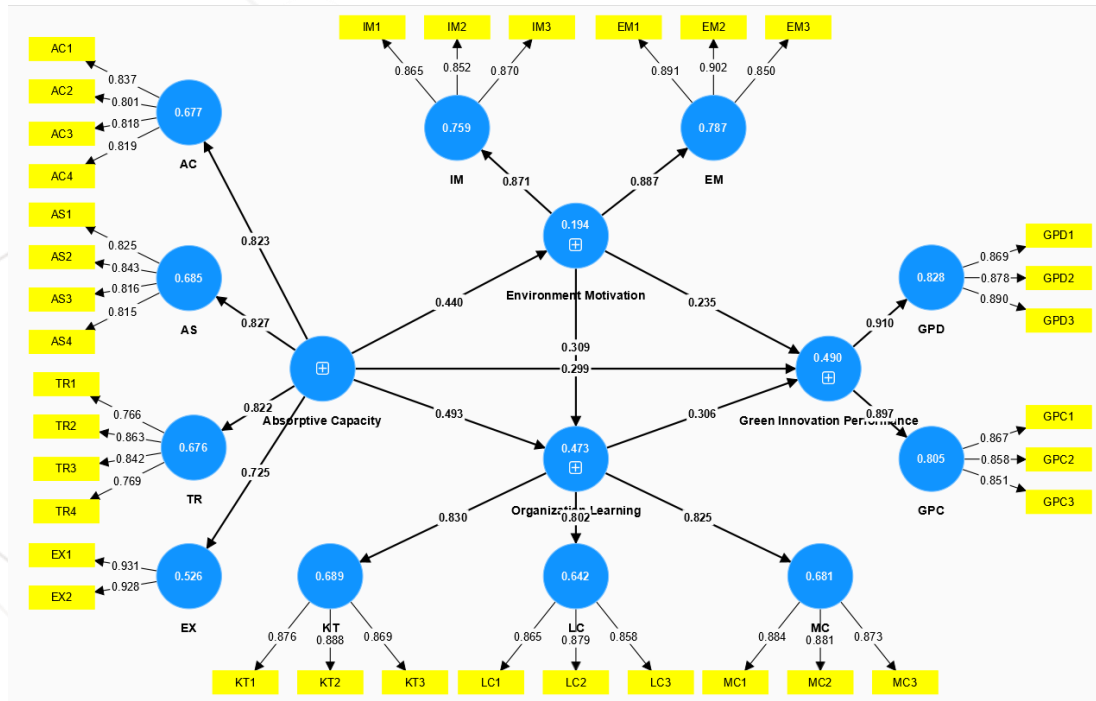 IM1
IM2
IM3
EM1
EM2
EM3
0.865
0.852
0.870
0.891
0.902
0.850
0.759
IM
0.787
EM
0.871
0.887
AC1
AC2
AC3
AC4
0.837
0.801
0.818
0.819
0.677
AC
0.823
AS1
AS2
AS3
AS4
0.825
0.843
0.816
0.815
0.685
AS
0.827
TR1
TR2
TR3
TR4
0.766
0.863
0.842
0.769
0.676
TR
0.822
EX1
EX2
0.931
0.928
0.526
EX
0.725
Absorptive Capacity
0.440
0.299
0.493
0.194
Environment Motivation
0.235
0.309
0.473
Organization Learning
0.306
0.490
Green Innovation Performance
0.910
0.897
0.828
GPD
0.869
0.878
0.890
GPD1
GPD2
GPD3
0.805
GPC
0.867
0.858
0.851
GPC1
GPC2
GPC3
0.830
0.802
0.825
0.689
KT
0.642
LC
0.681
MC
0.876
0.888
0.869
0.865
0.879
0.858
0.884
0.881
0.873
KT1
KT2
KT3
LC1
LC2
LC3
MC1
MC2
MC3